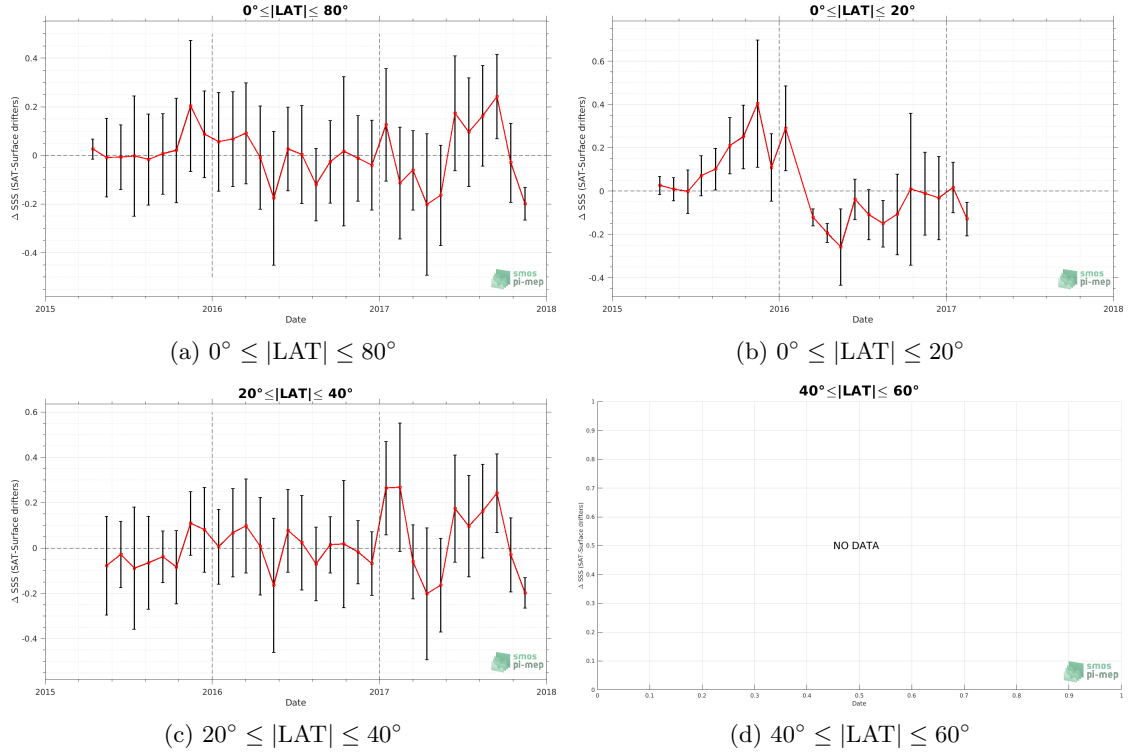 0°≤|LAT|≤ 80°
Δ SSS (SAT-Surface drifters)
0.4
0.2
0
-0.2
-0.4
2015
2016
2017
2018
Date
smos
pi-mep
(a) 0° ≤ |LAT| ≤ 80°
0°≤|LAT|≤ 20°
Δ SSS (SAT-Surface drifters)
0.6
0.4
0.2
0
-0.2
-0.4
2015
2016
2017
2018
Date
smos
pi-mep
(b) 0° ≤ |LAT| ≤ 20°
20°≤|LAT|≤ 40°
Δ SSS (SAT-Surface drifters)
0.6
0.4
0.2
0
-0.2
-0.4
2015
2016
2017
2018
Date
smos
pi-mep
(c) 20° ≤ |LAT| ≤ 40°
40°≤|LAT|≤ 60°
Δ SSS (SAT-Surface drifters)
1
0.9
0.8
0.7
0.6
0.5
0.4
0.3
0.2
0.1
0
NO DATA
0
0.1
0.2
0.3
0.4
0.5
0.6
0.7
0.8
0.9
1
Date
smos
pi-mep
(d) 40° ≤ |LAT| ≤ 60°